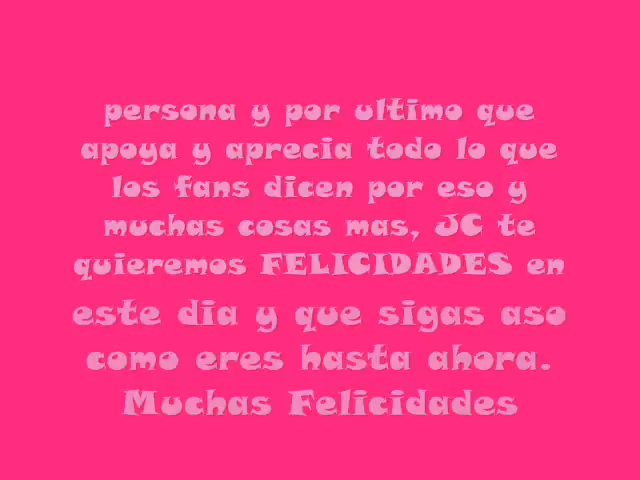 persona y por ultimo que
apoya y aprecia todo lo que
los fans dicen por eso y
muchas cosas mas, JC te
quieremos FELICIDADES en
este dia y que sigas aso
como eres hasta ahora.
Muchas Felicidades